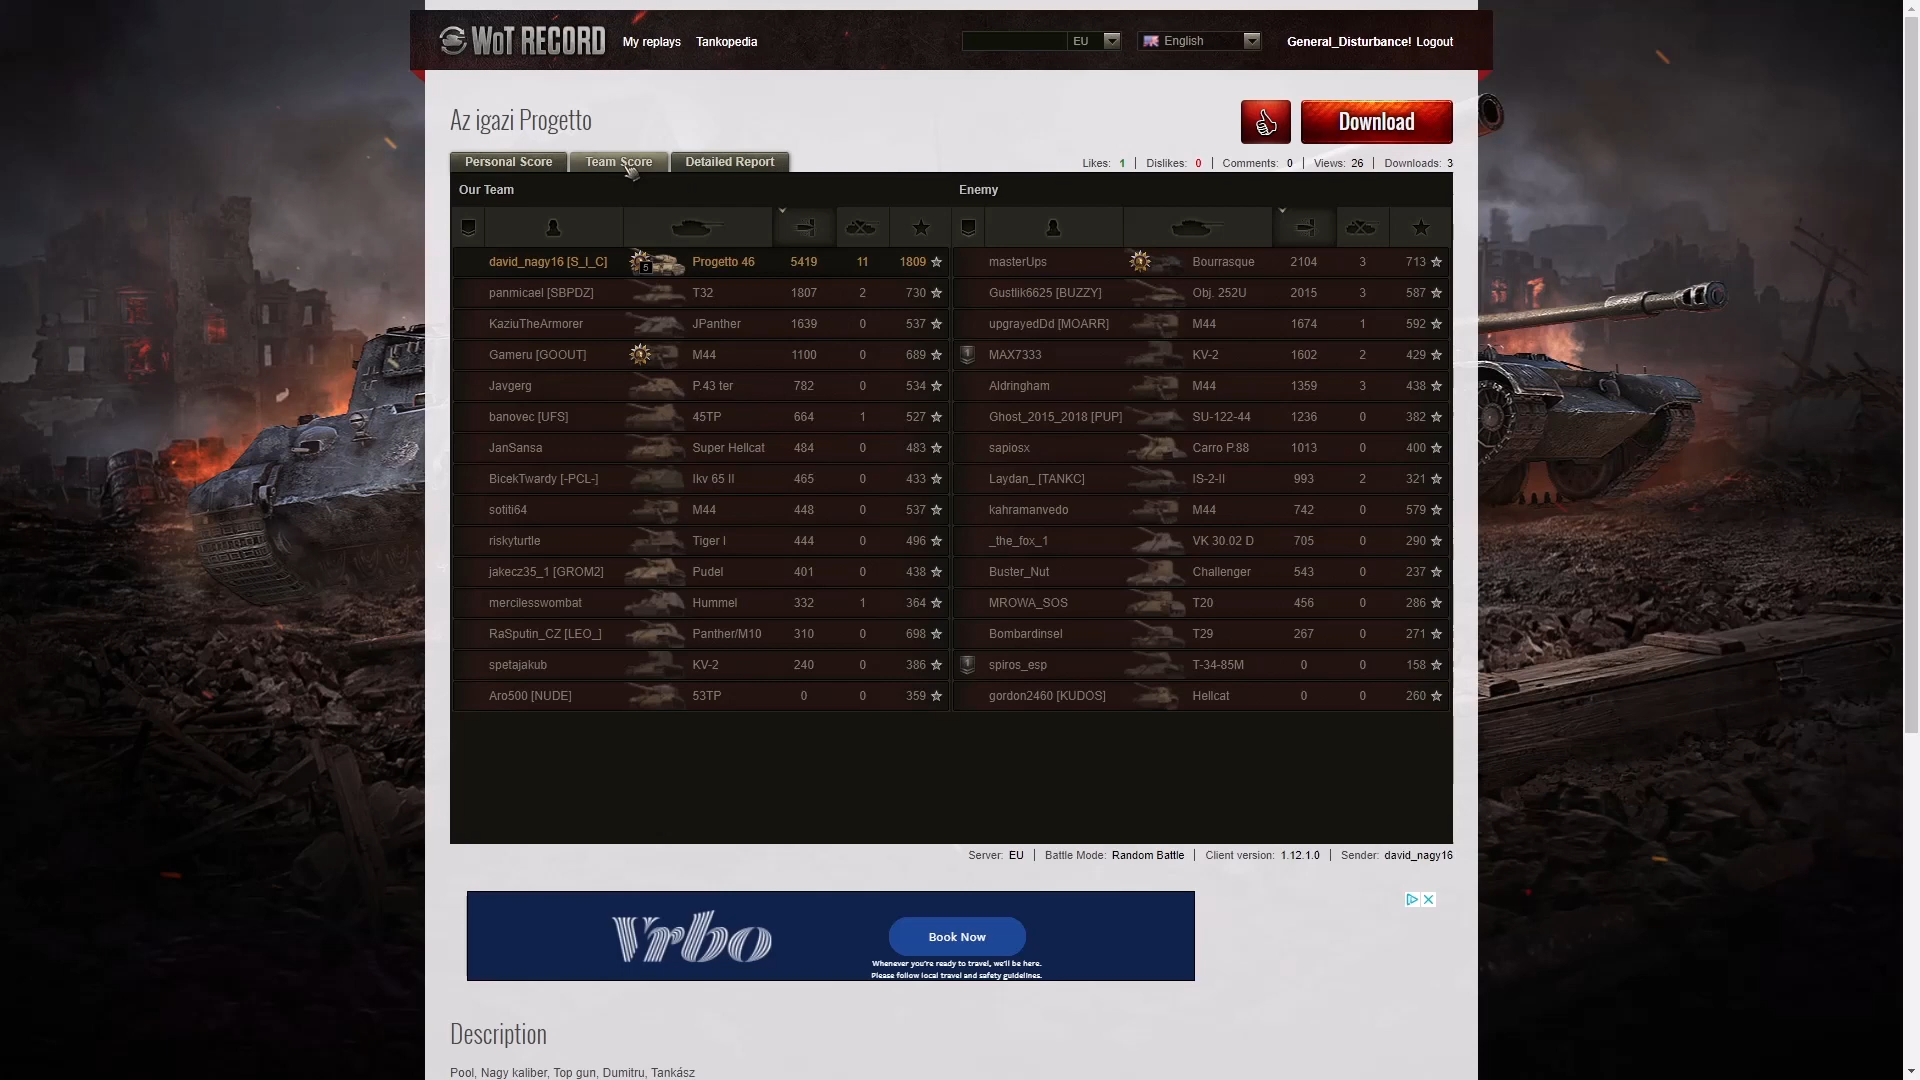 WoT RECORD My replays Tankopedia EU English General_Disturbance! Logout
Az igazi Progetto
Download
Personal Score Team Score Detailed Report
Likes: 1 | Dislikes: 0 | Comments: 0 | Views: 26 | Downloads: 3
Our Team Enemy
david_nagy16 [S_I_C] 5 Progetto 46 5419 11 1809
masterUps Bourrasque 2104 3 713
panmicael [SBPDZ] T32 1807 2 730
Gustlik6625 [BUZZY] Obj. 252U 2015 3 587
KaziuTheArmorer JPanther 1639 0 537
upgrayedDd [MOARR] M44 1674 1 592
Gameru [GOOUT] M44 1100 0 689
1 MAX7333 KV-2 1602 2 429
Javgerg P.43 ter 782 0 534
Aldringham M44 1359 3 438
banovec [UFS] 45TP 664 1 527
Ghost_2015_2018 [PUP] SU-122-44 1236 0 382
JanSansa Super Hellcat 484 0 483
sapiosx Carro P.88 1013 0 400
BicekTwardy [-PCL-] Ikv 65 II 465 0 433
Laydan_ [TANKC] IS-2-II 993 2 321
sotiti64 M44 448 0 537
kahramanvedo M44 742 0 579
riskyturtle Tiger I 444 0 496
_the_fox_1 VK 30.02 D 705 0 290
jakecz35_1 [GROM2] Pudel 401 0 438
Buster_Nut Challenger 543 0 237
mercilesswombat Hummel 332 1 364
MROWA_SOS T20 456 0 286
RaSputin_CZ [LEO_] Panther/M10 310 0 698
Bombardinsel T29 267 0 271
spetajakub KV-2 240 0 386
1 spiros_esp T-34-85M 0 0 158
Aro500 [NUDE] 53TP 0 0 359
gordon2460 [KUDOS] Hellcat 0 0 260
Server: EU | Battle Mode: Random Battle | Client version: 1.12.1.0 | Sender: david_nagy16
Vrbo
Book Now
Whenever you're ready to travel, we'll be here.
Please follow local travel and safety guidelines.
Description
Pool, Nagy kaliber, Top gun, Dumitru, Tankász